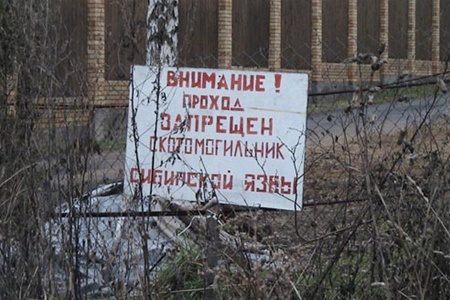 ВНИМАНИЕ !
ПРОХОД
ЗАПРЕЩЕН
СКОТОМОГИЛЬНИК
СИБИРСКОЙ ЯЗВЫ